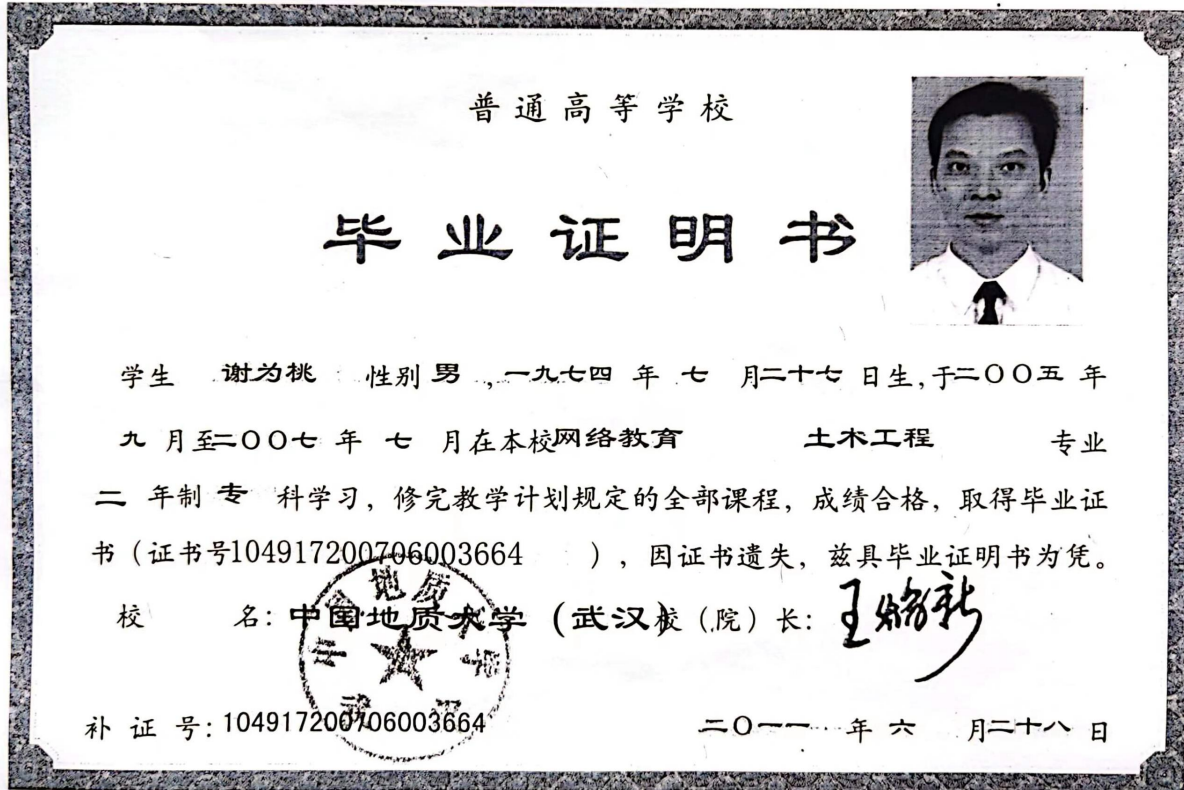 普通高等学校
毕业证明书
学生 谢为桃 性别 男 ,一九七四 年 七 月二十七 日生,于二〇〇五 年
九 月至二〇〇七 年 七 月在本校网络教育 土木工程 专业
二 年制 专 科学习，修完教学计划规定的全部课程，成绩合格，取得毕业证
书（证书号104917200706003664 ），因证书遗失，兹具毕业证明书为凭。
校 名：中国地质大学（武汉）校（院）长：
补 证 号：104917200706003664 二〇一一 年 六 月二十八 日